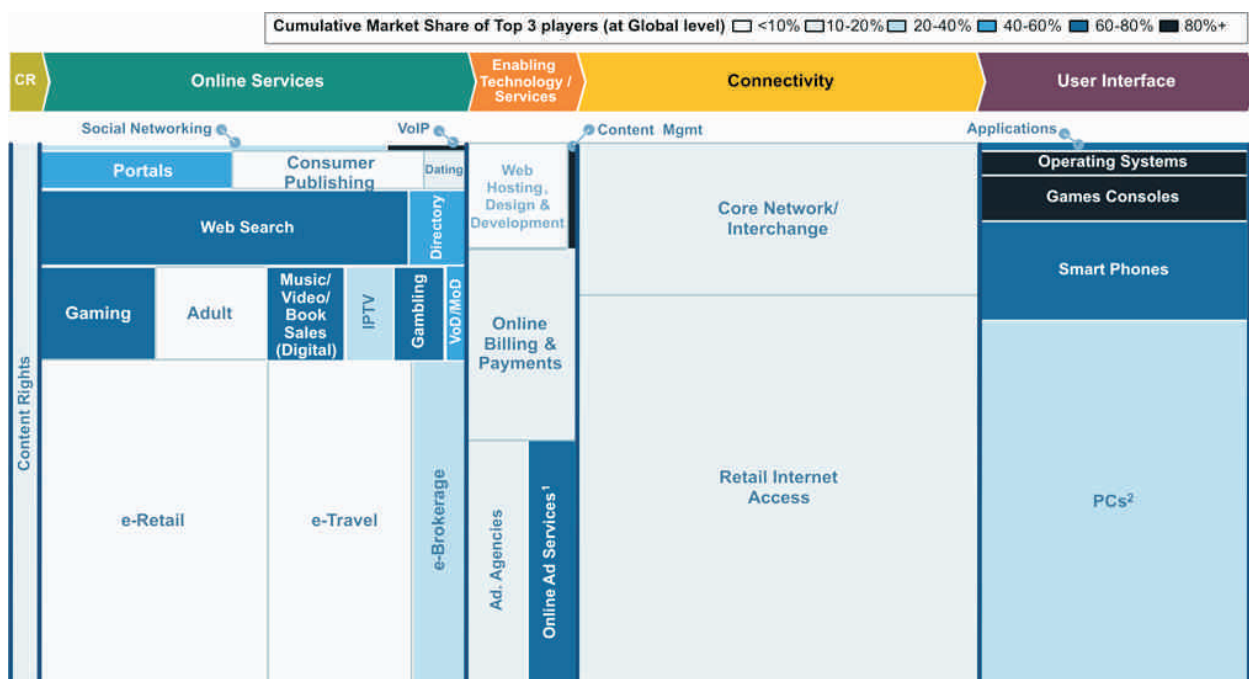 Cumulative Market Share of Top 3 players (at Global level) <10% 10-20% 20-40% 40-60% 60-80% 80%+
CR
Online Services
Enabling
Technology /
Services
Connectivity
User Interface
Social Networking
VoIP
Content Mgmt
Applications
Content Rights
Portals
Consumer
Publishing
Dating
Web Search
Directory
Gaming
Adult
Music/
Video/
Book
Sales
(Digital)
IPTV
Gambling
VoD/MoD
e-Retail
e-Travel
e-Brokerage
Web
Hosting,
Design &
Development
Online
Billing &
Payments
Ad. Agencies
Online Ad Services 1
Core Network/
Interchange
Retail Internet
Access
Operating Systems
Games Consoles
Smart Phones
PCs2